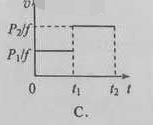 v
P₂/f
P₁/f
0 t₁ t₂ t
C.